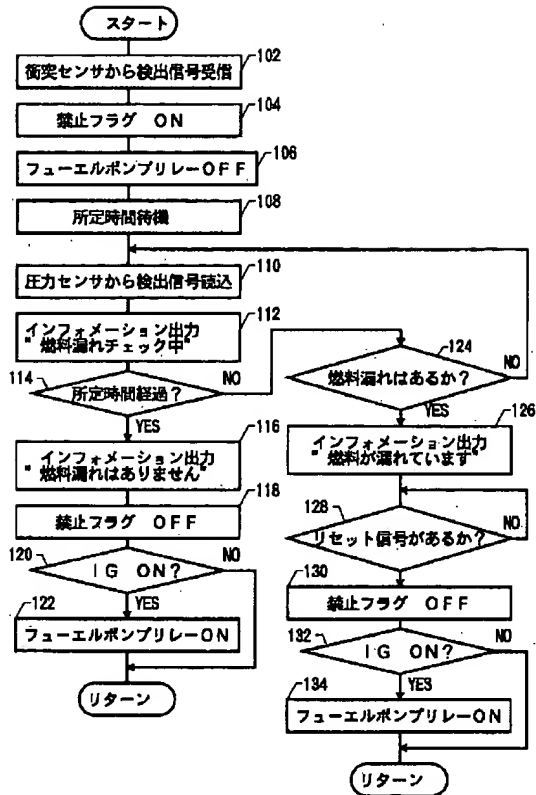 スタート
衝突センサから検出信号受信
102
禁止フラグ ON
104
フューエルポンプリレーOFF
106
所定時間待機
108
圧力センサから検出信号読込
110
インフォメーション出力
"燃料漏れチェック中"
112
所定時間経過?
114
NO
YES
インフォメーション出力
"燃料漏れはありません"
116
禁止フラグ OFF
118
IG ON?
120
NO
YES
フューエルポンプリレーON
122
リターン
燃料漏れはあるか?
124
NO
YES
インフォメーション出力
"燃料が漏れています"
126
リセット信号があるか?
128
禁止フラグ OFF
130
IG ON?
132
NO
YES
フューエルポンプリレーON
134
リターン